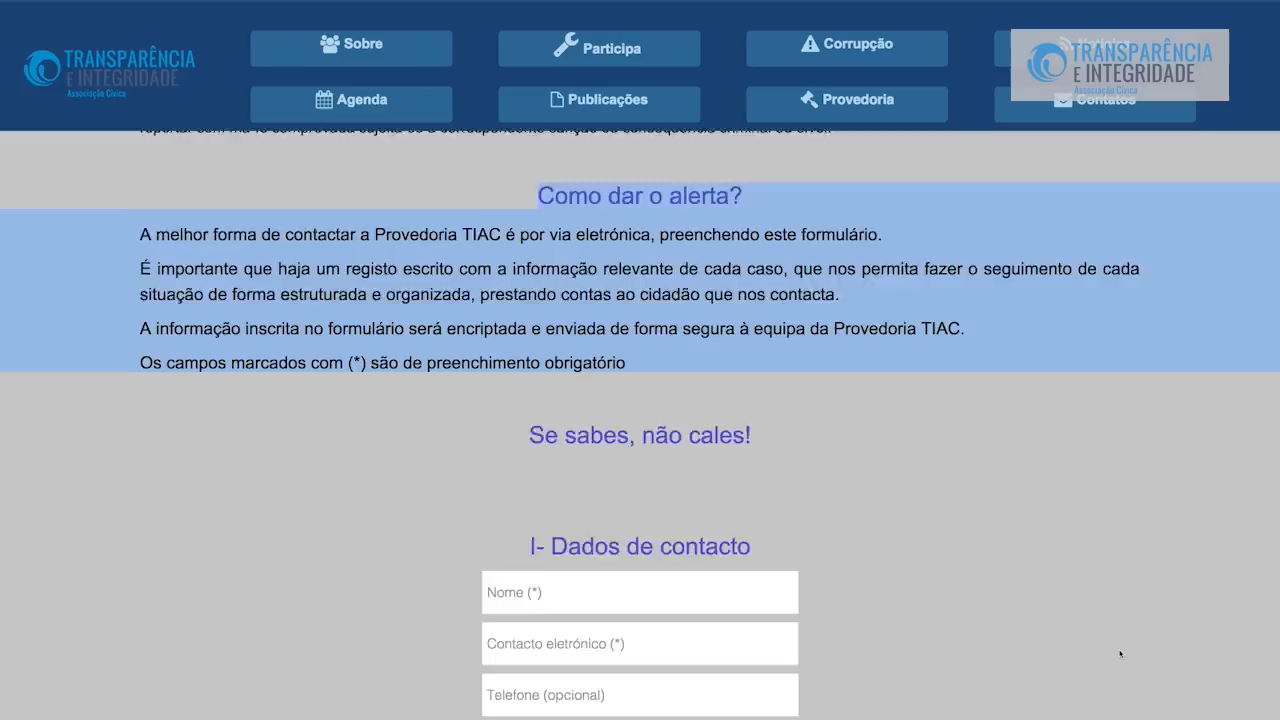 TRANSPARÊNCIA
E INTEGRIDADE
Associação Cívica
Sobre
Participa
Corrupção
TRANSPARÊNCIA
E INTEGRIDADE
Associação Cívica
Agenda
Publicações
Provedoria
Contatos
Como dar o alerta?
A melhor forma de contactar a Provedoria TIAC é por via eletrónica, preenchendo este formulário.
É importante que haja um registo escrito com a informação relevante de cada caso, que nos permita fazer o seguimento de cada
situação de forma estruturada e organizada, prestando contas ao cidadão que nos contacta.
A informação inscrita no formulário será encriptada e enviada de forma segura à equipa da Provedoria TIAC.
Os campos marcados com (*) são de preenchimento obrigatório
Se sabes, não cales!
I- Dados de contacto
Nome (*)
Contacto eletrónico (*)
Telefone (opcional)